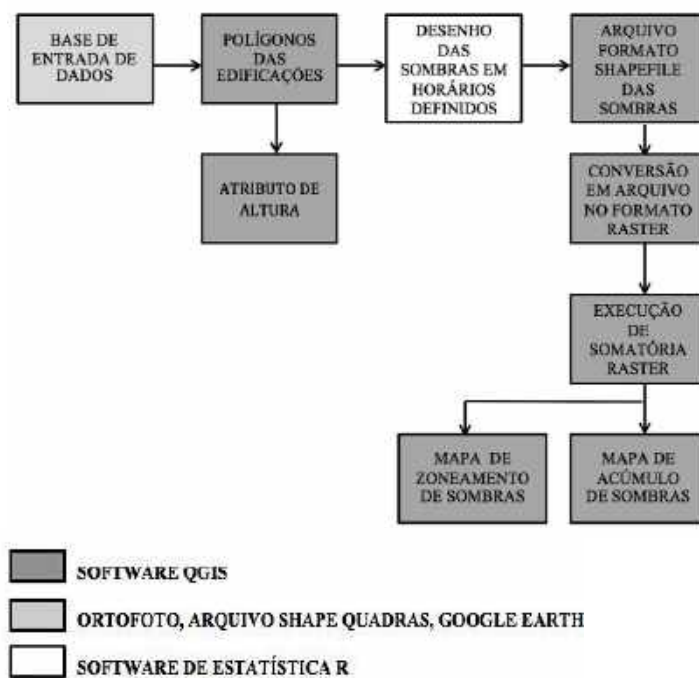 BASE DE
ENTRADA DE
DADOS
POLÍGONOS
DAS
EDIFICAÇÕES
DESENHO
DAS
SOMBRAS EM
HORÁRIOS
DEFINIDOS
ARQUIVO
FORMATO
SHAPEFILE
DAS
SOMBRAS
ATRIBUTO DE
ALTURA
CONVERSÃO
EM ARQUIVO
NO FORMATO
RASTER
EXECUÇÃO
DE
SOMATÓRIA
RASTER
MAPA DE
ZONEAMENTO
DE SOMBRAS
MAPA DE
ACÚMULO
DE SOMBRAS
SOFTWARE QGIS
ORTOFOTO, ARQUIVO SHAPE QUADRAS, GOOGLE EARTH
SOFTWARE DE ESTATÍSTICA R